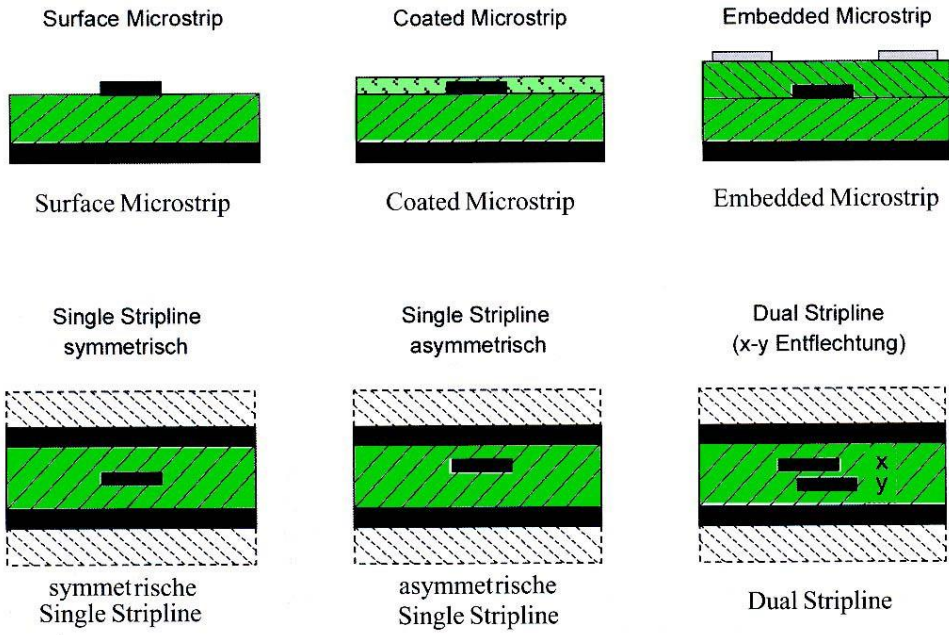 Surface Microstrip
Coated Microstrip
Embedded Microstrip
Surface Microstrip
Coated Microstrip
Embedded Microstrip
Single Stripline
symmetrisch
Single Stripline
asymmetrisch
Dual Stripline
(x-y Entflechtung)
x
y
symmetrische
Single Stripline
asymmetrische
Single Stripline
Dual Stripline